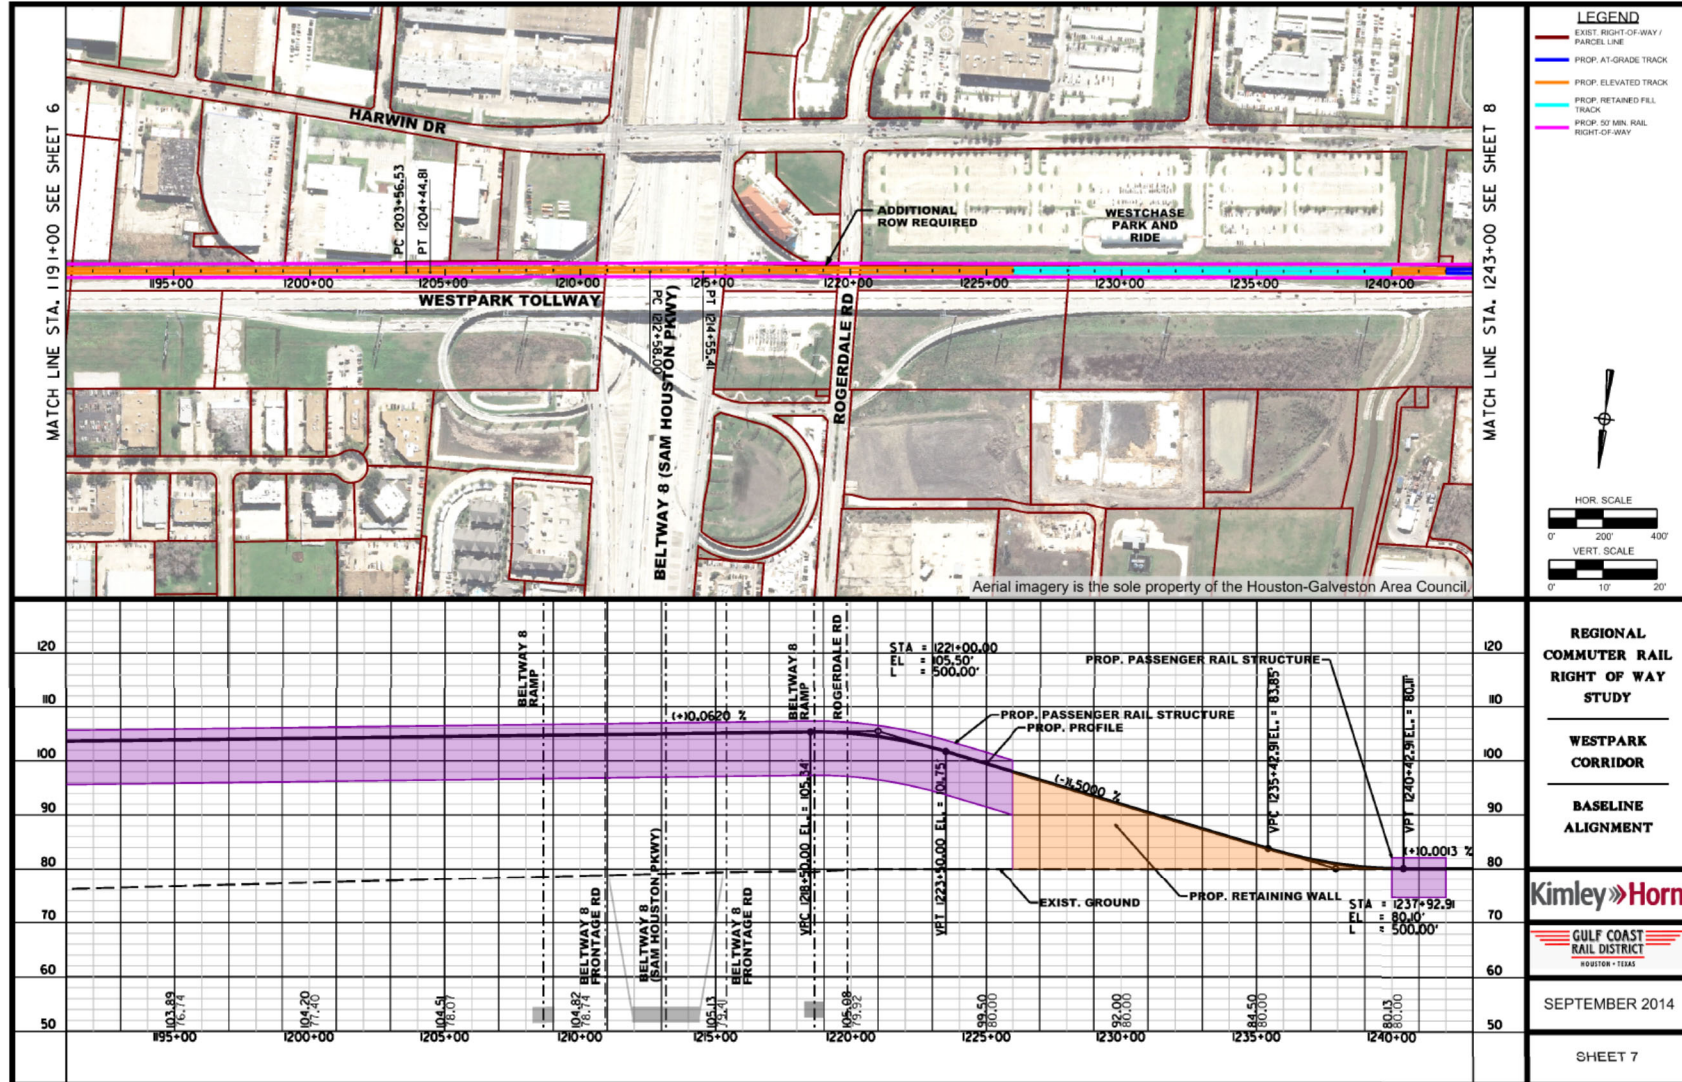 LEGEND
EXIST. RIGHT-OF-WAY /
PARCEL LINE
PROP. AT-GRADE TRACK
PROP. ELEVATED TRACK
PROP. RETAINED FILL
TRACK
PROP. 50' MIN. RAIL
RIGHT-OF-WAY
MATCH LINE STA. 1191+00 SEE SHEET 6
MATCH LINE STA. 1243+00 SEE SHEET 8
HARWIN DR
PC 1203+56.53
PT 1204+44.81
ADDITIONAL
ROW REQUIRED
WESTCHASE
PARK AND
RIDE
1195+00
1200+00
1205+00
1210+00
1215+00
1220+00
1225+00
1230+00
1235+00
1240+00
WESTPARK TOLLWAY
PC 1212+58.00
BELTWAY 8 (SAM HOUSTON PKWY)
PT 1214+55.41
ROGERDALE RD
Aerial imagery is the sole property of the Houston-Galveston Area Council.
HOR. SCALE
0' 200' 400'
VERT. SCALE
0' 10' 20'
120
110
100
90
80
70
60
50
120
110
100
90
80
70
60
50
BELTWAY 8
RAMP
(+)0.0620 %
BELTWAY 8
RAMP
ROGERDALE RD
STA = 1221+00.00
EL = 105.50'
L = 500.00'
PROP. PASSENGER RAIL STRUCTURE
PROP. PASSENGER RAIL STRUCTURE
PROP. PROFILE
VPC 1218+50.00 EL. = 105.34'
VPT 1223+50.00 EL. = 101.75'
(-)1.5000 %
VPC 1235+42.91 EL. = 83.85'
VPT 1240+42.91 EL. = 80.11'
(+)0.0013 %
EXIST. GROUND
PROP. RETAINING WALL
STA = 1237+92.91
EL = 80.10'
L = 500.00'
BELTWAY 8
FRONTAGE RD
BELTWAY 8
(SAM HOUSTON PKWY)
BELTWAY 8
FRONTAGE RD
103.89
76.74
104.20
77.40
104.51
78.07
104.82
78.74
105.13
79.41
105.08
79.92
99.50
80.00
92.00
80.00
84.50
80.00
80.13
80.00
1195+00
1200+00
1205+00
1210+00
1215+00
1220+00
1225+00
1230+00
1235+00
1240+00
REGIONAL
COMMUTER RAIL
RIGHT OF WAY
STUDY
WESTPARK
CORRIDOR
BASELINE
ALIGNMENT
Kimley»Horn
GULF COAST
RAIL DISTRICT
HOUSTON • TEXAS
SEPTEMBER 2014
SHEET 7